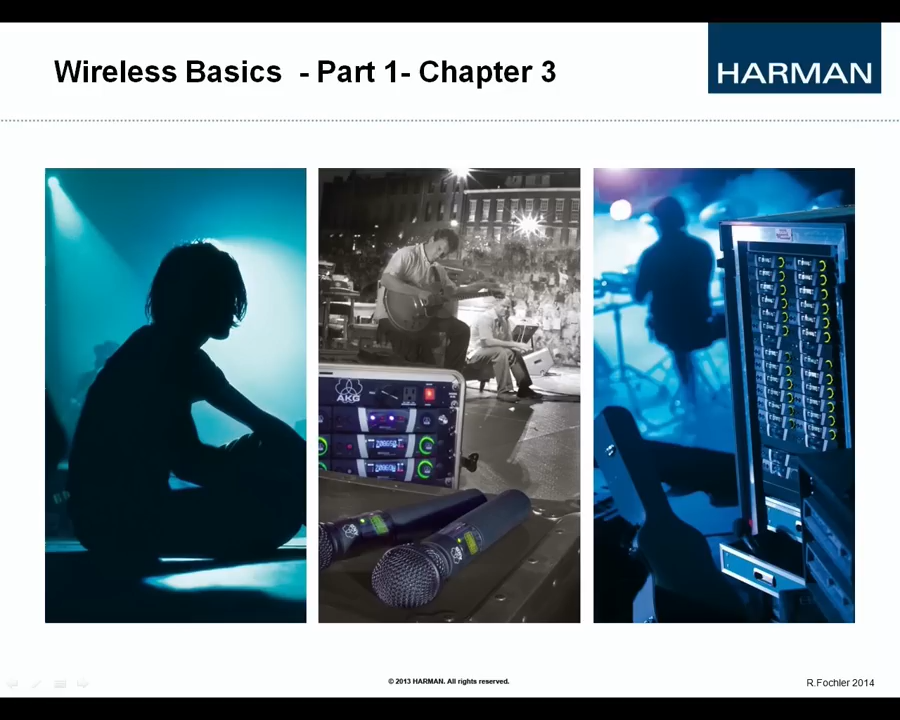 Wireless Basics - Part 1- Chapter 3
HARMAN
AKG
© 2013 HARMAN. All rights reserved.
R.Fochler 2014